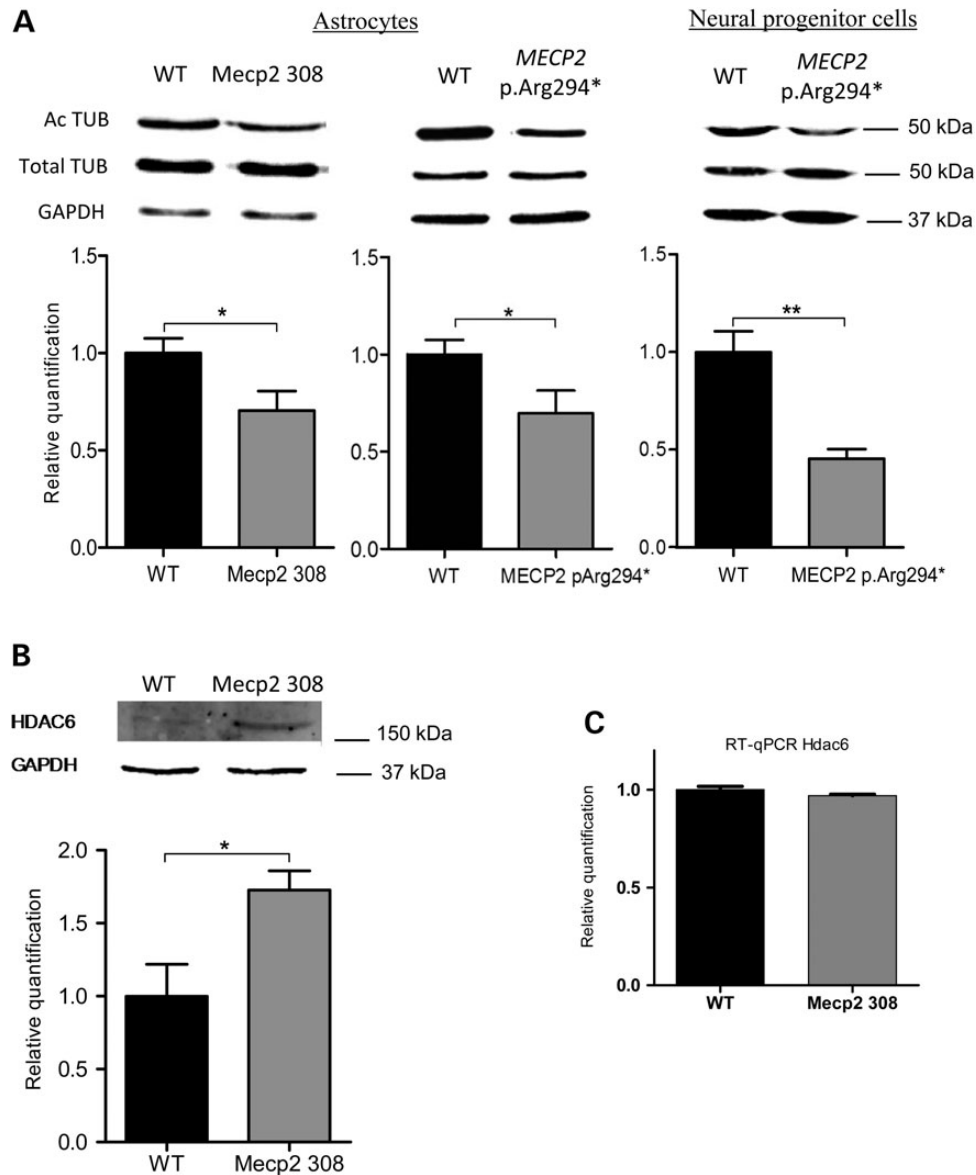 A
Astrocytes
Neural progenitor cells
WT Mecp2 308
WT MECP2 p.Arg294*
WT MECP2 p.Arg294*
Ac TUB
50 kDa
Total TUB
50 kDa
GAPDH
37 kDa
Relative quantification
1.5
1.0
0.5
0.0
*
WT Mecp2 308
1.5
1.0
0.5
0.0
*
WT MECP2 pArg294*
1.5
1.0
0.5
0.0
**
WT MECP2 p.Arg294*
B
WT Mecp2 308
HDAC6
150 kDa
GAPDH
37 kDa
Relative quantification
2.0
1.5
1.0
0.5
0.0
*
WT Mecp2 308
C
RT-qPCR Hdac6
Relative quantification
1.0
0.5
0.0
WT Mecp2 308